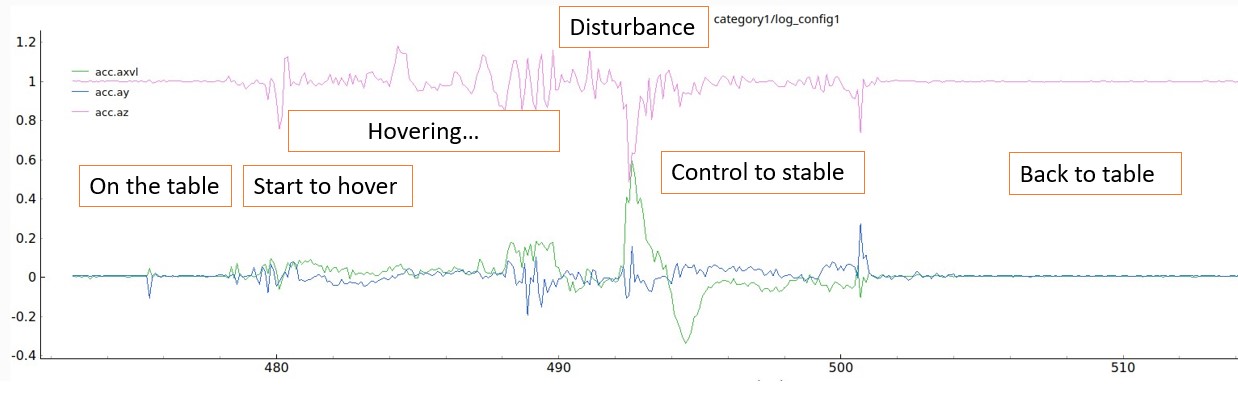 Disturbance
category1/log_config1
1.2
acc.axvl
1
acc.ay
acc.az
0.8
Hovering...
0.6
On the table
Start to hover
Control to stable
Back to table
0.4
0.2
0
-0.2
-0.4
480
490
500
510